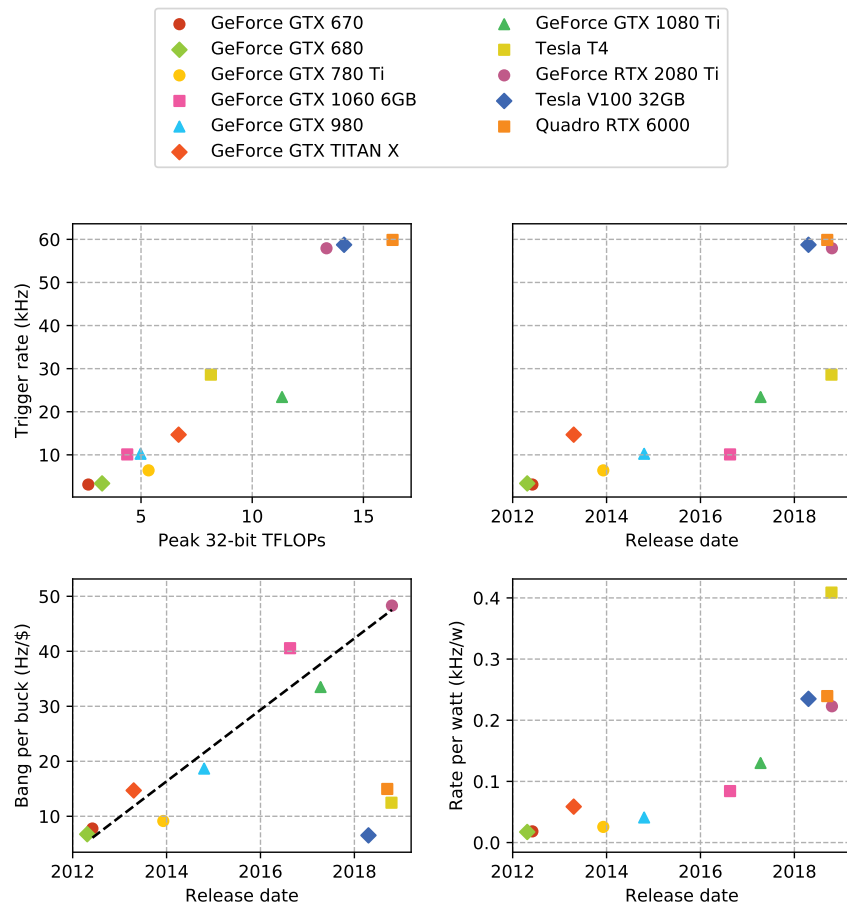 GeForce GTX 670
GeForce GTX 680
GeForce GTX 780 Ti
GeForce GTX 1060 6GB
GeForce GTX 980
GeForce GTX TITAN X
GeForce GTX 1080 Ti
Tesla T4
GeForce RTX 2080 Ti
Tesla V100 32GB
Quadro RTX 6000
Trigger rate (kHz)
60
50
40
30
20
10
5 10 15
Peak 32-bit TFLOPs
2012 2014 2016 2018
Release date
Bang per buck (Hz/$)
50
40
30
20
10
2012 2014 2016 2018
Release date
Rate per watt (kHz/w)
0.4
0.3
0.2
0.1
0.0
2012 2014 2016 2018
Release date